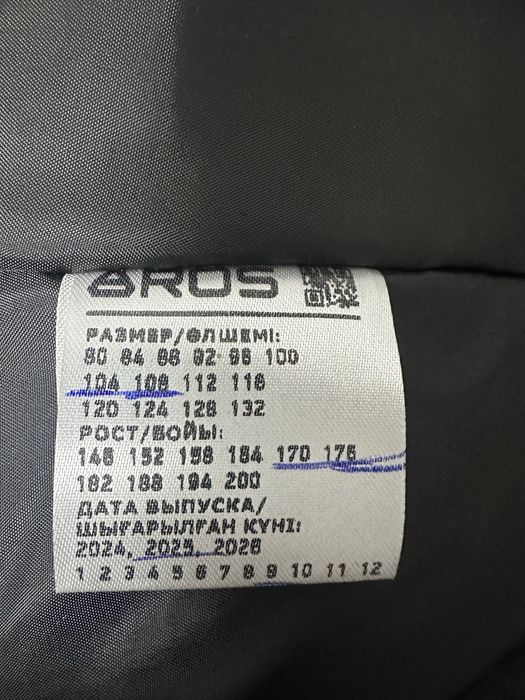 AROS
РАЗМЕР/ӨЛШЕМІ:
80 84 88 92 96 100
104 108 112 116
120 124 128 132
РОСТ/БОЙЫ:
146 152 158 164 170 176
182 188 194 200
ДАТА ВЫПУСКА/
ШЫҒАРЫЛҒАН КҮНІ:
2024, 2025, 2026
1 2 3 4 5 6 7 8 9 10 11 12